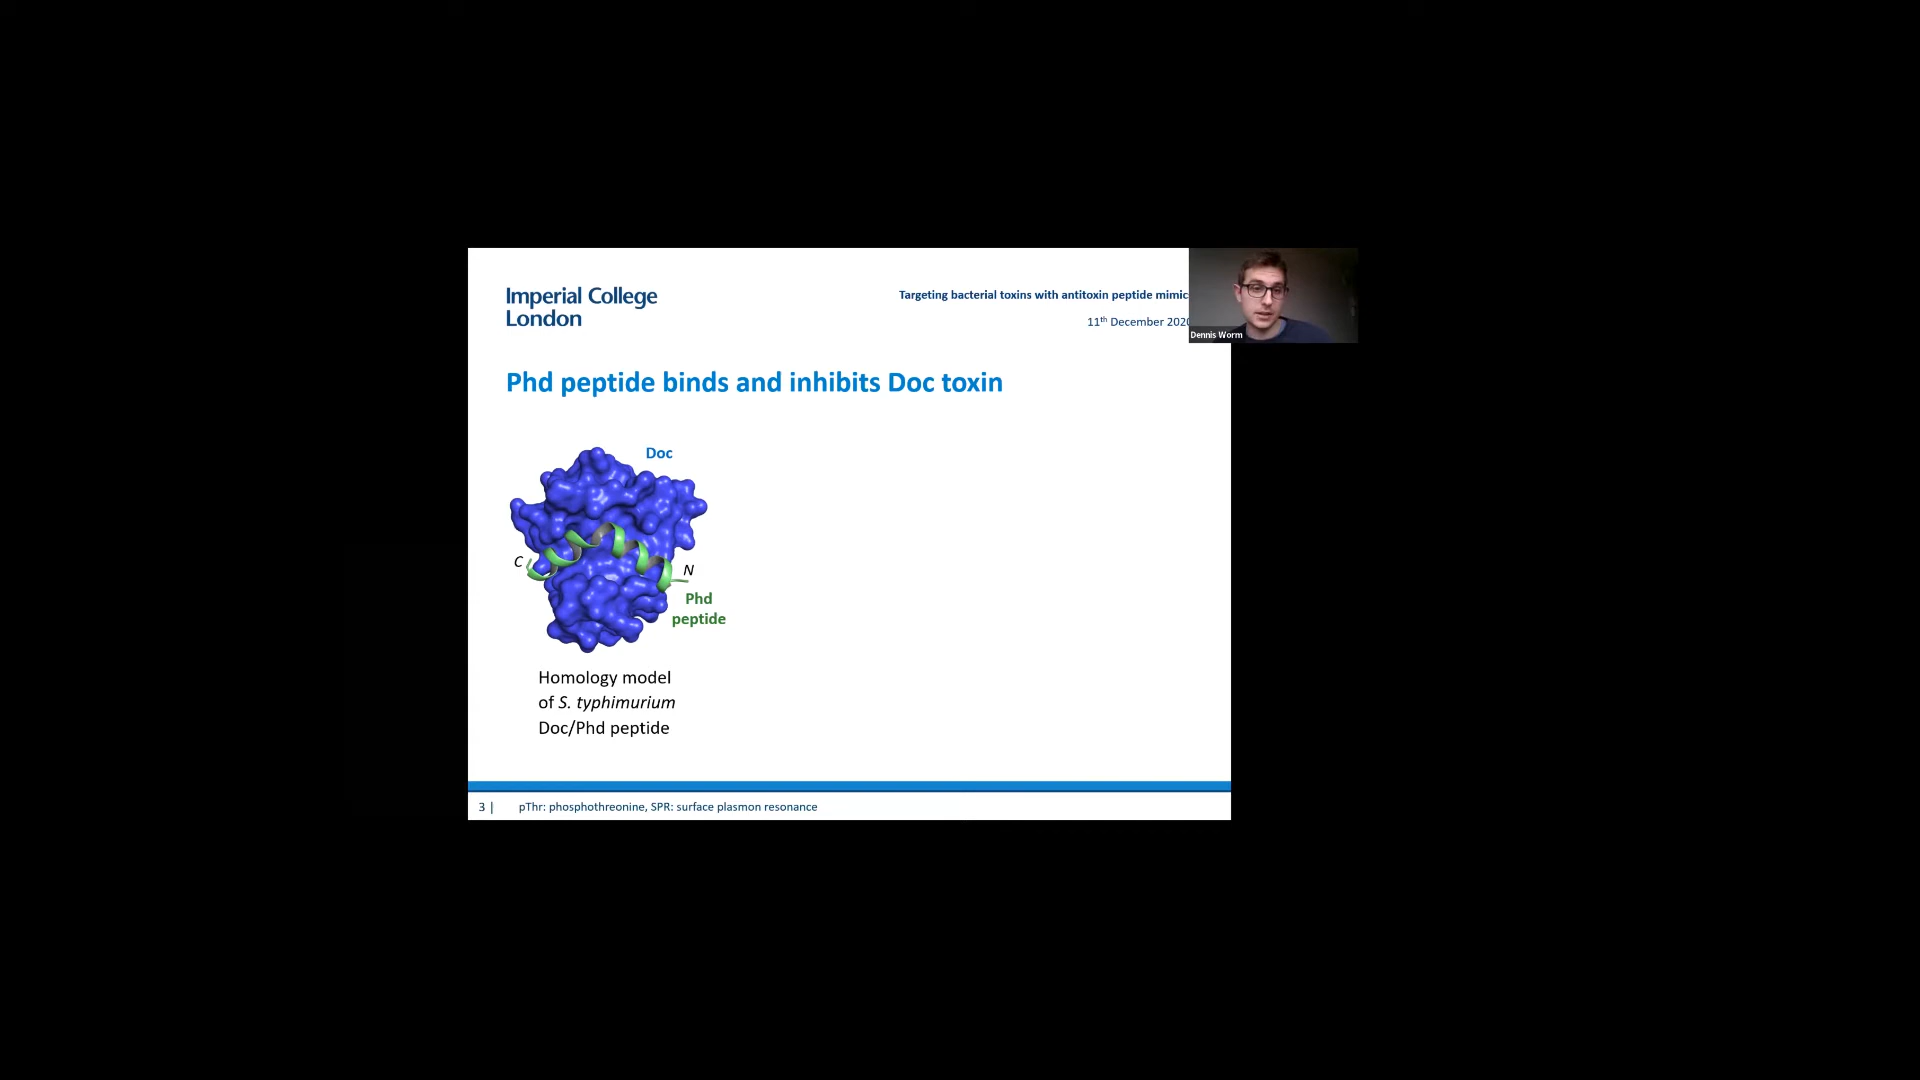 Imperial College
London
Targeting bacterial toxins with antitoxin peptide
11th December 2020
Dennis Worm
Phd peptide binds and inhibits Doc toxin
Doc
C
N
Phd
peptide
Homology model
of S. typhimurium
Doc/Phd peptide
3 |
pThr: phosphothreonine, SPR: surface plasmon resonance